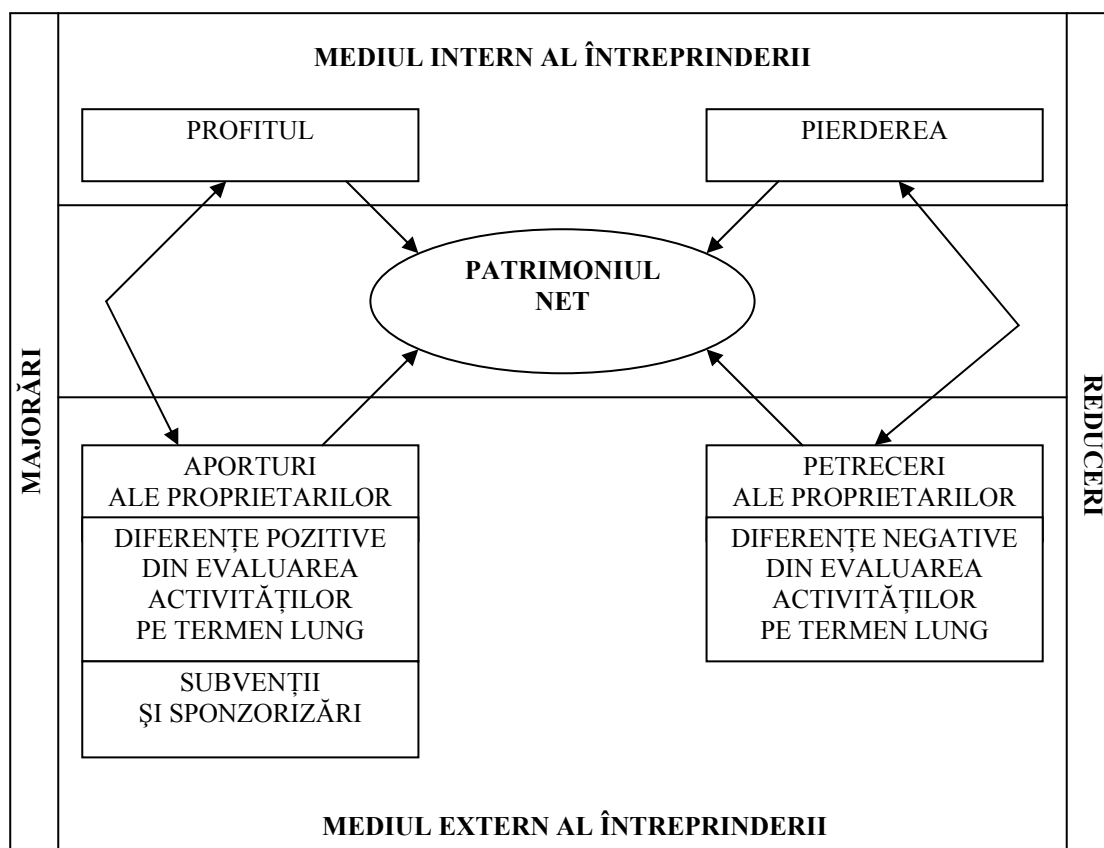 MEDIUL INTERN AL ÎNTREPRINDERII
PROFITUL
PIERDEREA
PATRIMONIUL
NET
MAJORĂRI
REDUCERI
APORTURI
ALE PROPRIETARILOR
DIFERENȚE POZITIVE
DIN EVALUAREA
ACTIVITĂȚILOR
PE TERMEN LUNG
SUBVENȚII
ŞI SPONZORIZĂRI
PETRECERI
ALE PROPRIETARILOR
DIFERENȚE NEGATIVE
DIN EVALUAREA
ACTIVITĂȚILOR
PE TERMEN LUNG
MEDIUL EXTERN AL ÎNTREPRINDERII